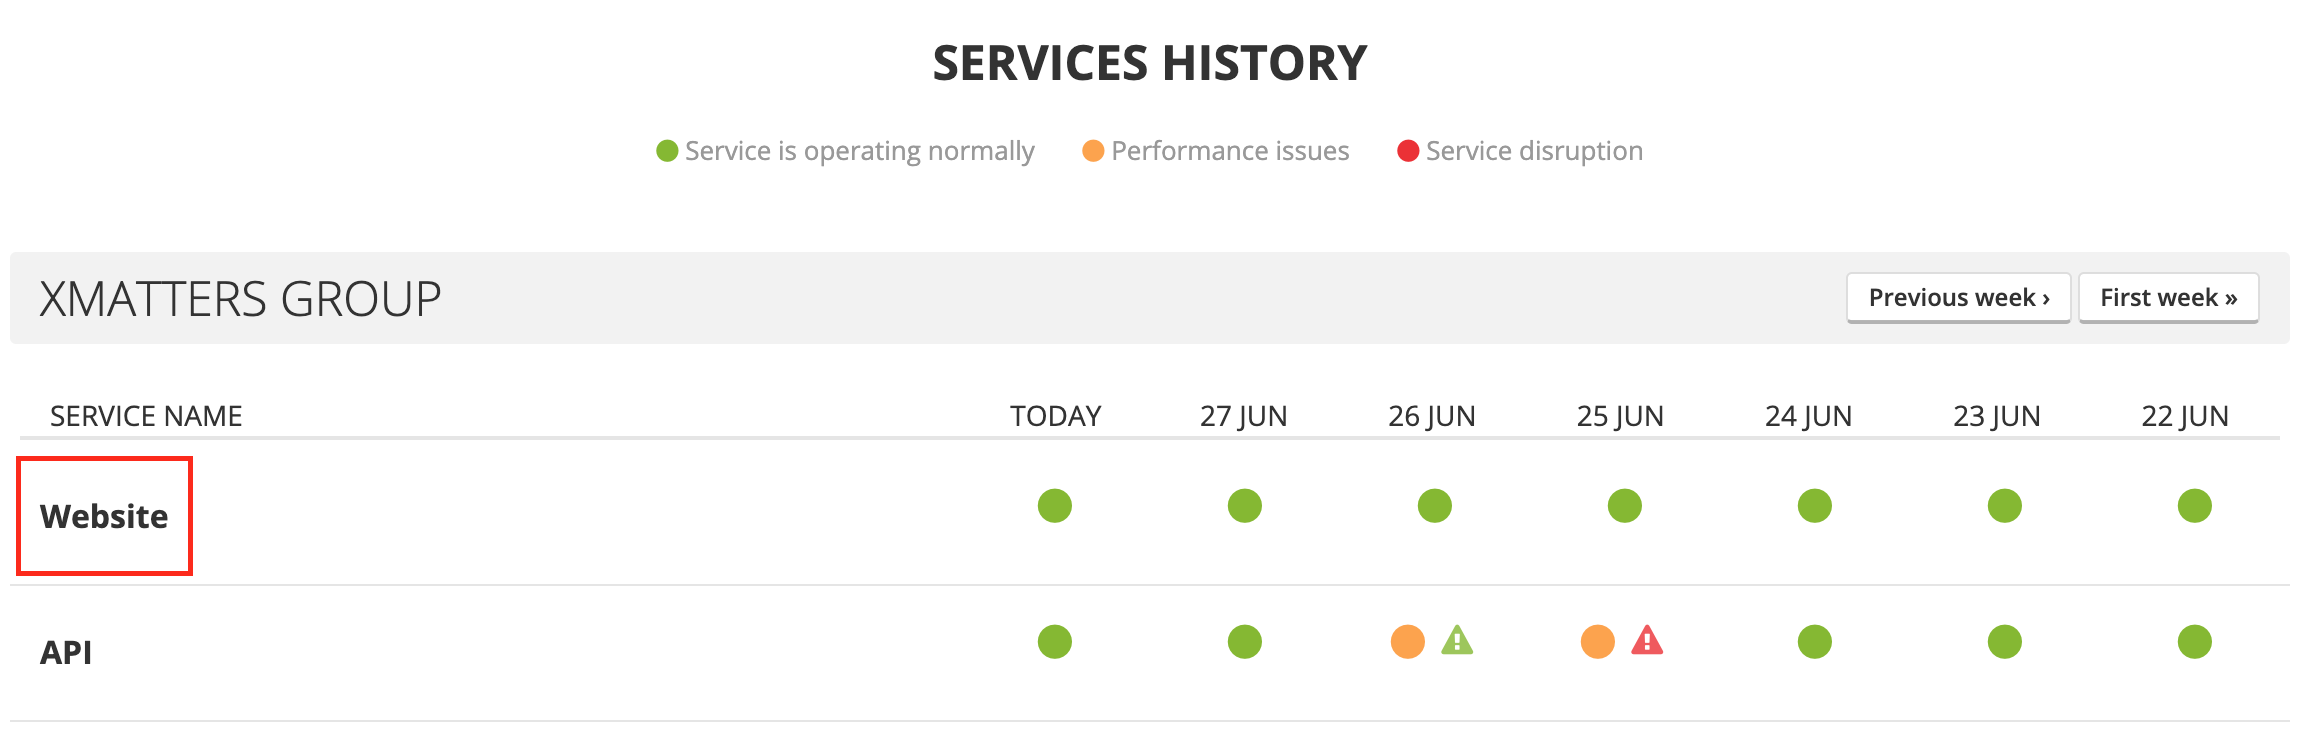 SERVICES HISTORY
Service is operating normally Performance issues Service disruption
XMATTERS GROUP Previous week › First week »
SERVICE NAME TODAY 27 JUN 26 JUN 25 JUN 24 JUN 23 JUN 22 JUN
Website
API